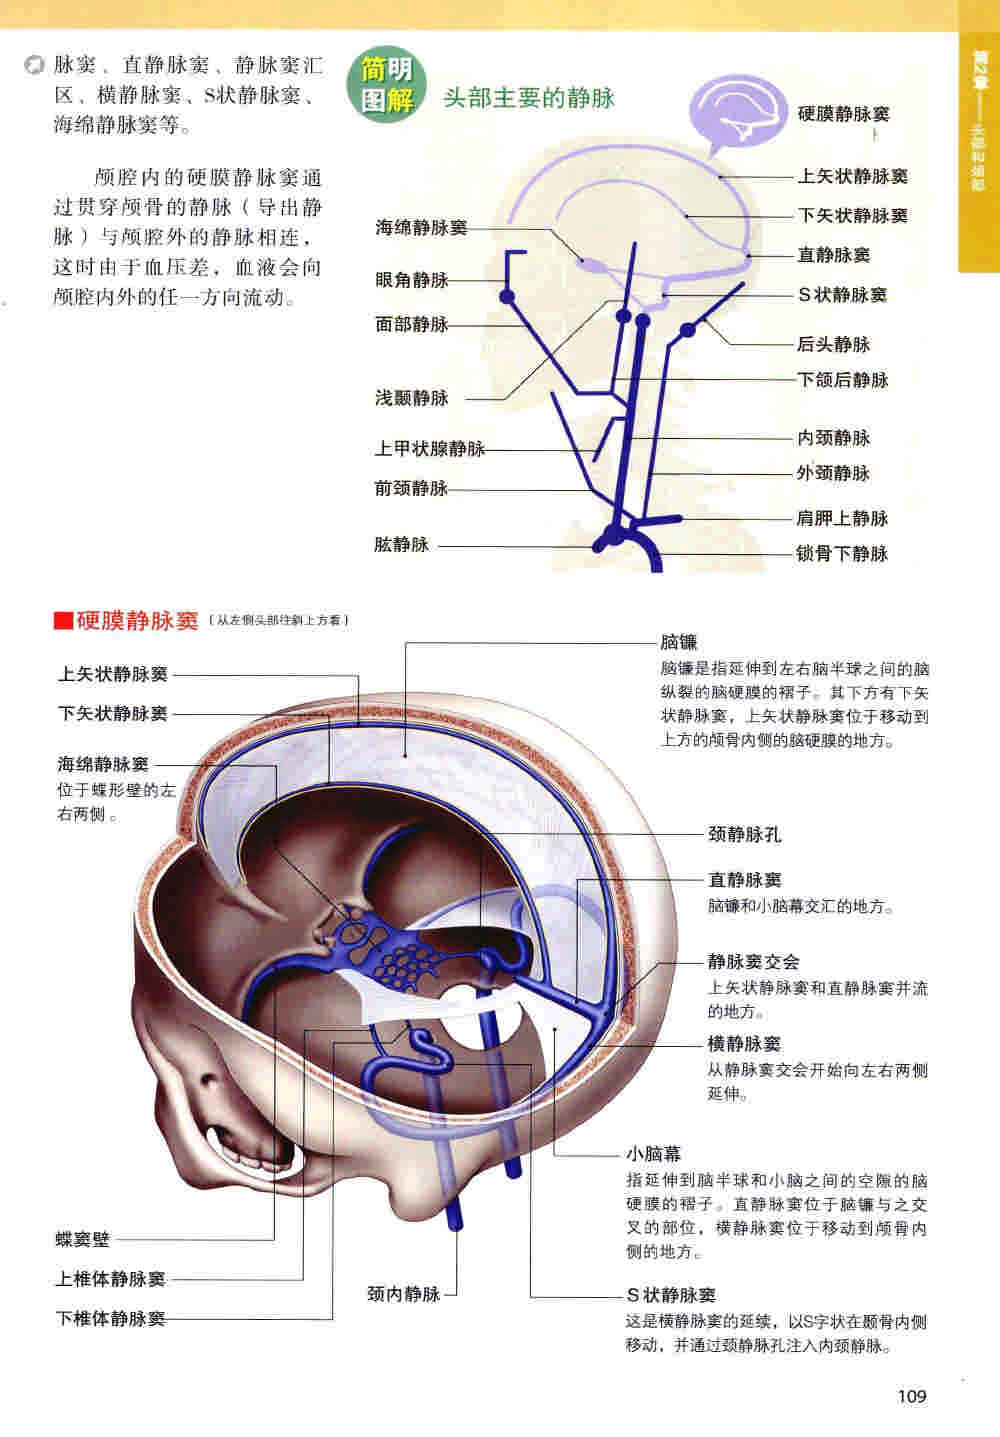 脉窦、直静脉窦、静脉窦汇
区、横静脉窦、S状静脉窦、
海绵静脉窦等。
颅腔内的硬膜静脉窦通
过贯穿颅骨的静脉（导出静
脉）与颅腔外的静脉相连，
这时由于血压差，血液会向
颅腔内外的任一方向流动。
简明
图解
头部主要的静脉
硬膜静脉窦
上矢状静脉窦
下矢状静脉窦
直静脉窦
S状静脉窦
后头静脉
下颌后静脉
内颈静脉
外颈静脉
肩胛上静脉
锁骨下静脉
海绵静脉窦
眼角静脉
面部静脉
浅颞静脉
上甲状腺静脉
前颈静脉
肱静脉
第2章——头部和颈部
■硬膜静脉窦（从左侧头部往斜上方看）
上矢状静脉窦
下矢状静脉窦
海绵静脉窦
位于蝶形壁的左
右两侧。
脑镰
脑镰是指延伸到左右脑半球之间的脑
纵裂的脑硬膜的褶子。其下方有下矢
状静脉窦，上矢状静脉窦位于移动到
上方的颅骨内侧的脑硬膜的地方。
颈静脉孔
直静脉窦
脑镰和小脑幕交汇的地方。
静脉窦交会
上矢状静脉窦和直静脉窦并流
的地方。
横静脉窦
从静脉窦交会开始向左右两侧
延伸。
小脑幕
指延伸到脑半球和小脑之间的空隙的脑
硬膜的褶子。直静脉窦位于脑镰与之交
叉的部位，横静脉窦位于移动到颅骨内
侧的地方。
S状静脉窦
这是横静脉窦的延续，以S字状在颞骨内侧
移动，并通过颈静脉孔注入内颈静脉。
蝶窦壁
上椎体静脉窦
下椎体静脉窦
颈内静脉
109